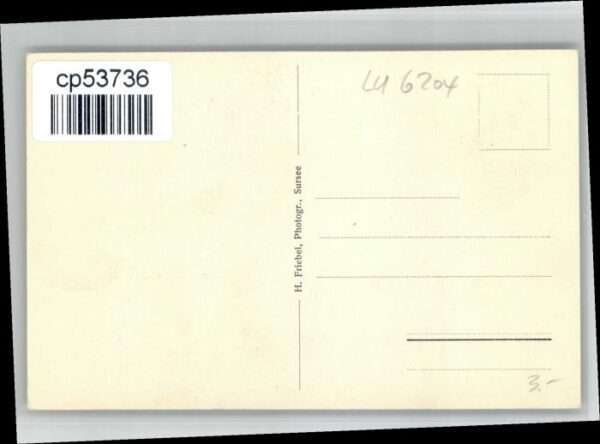 cp53736
LU 6204
H. Friebel, Photogr., Sursee
3.-